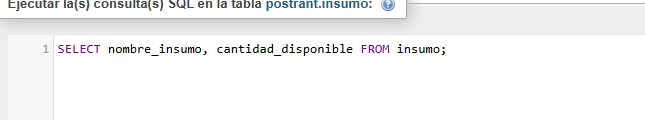 Ejecutar la(s) consulta(s) SQL en la tabla postrant.insumo:
1 SELECT nombre_insumo, cantidad_disponible FROM insumo;